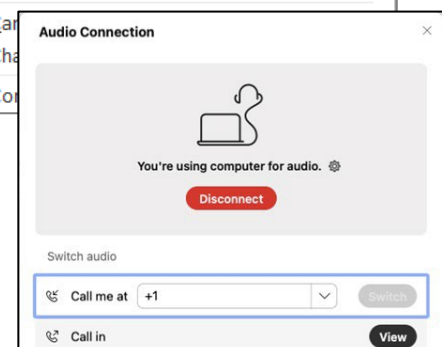 Audio Connection
You're using computer for audio.
Disconnect
Switch audio
Call me at +1 Switch
Call in View